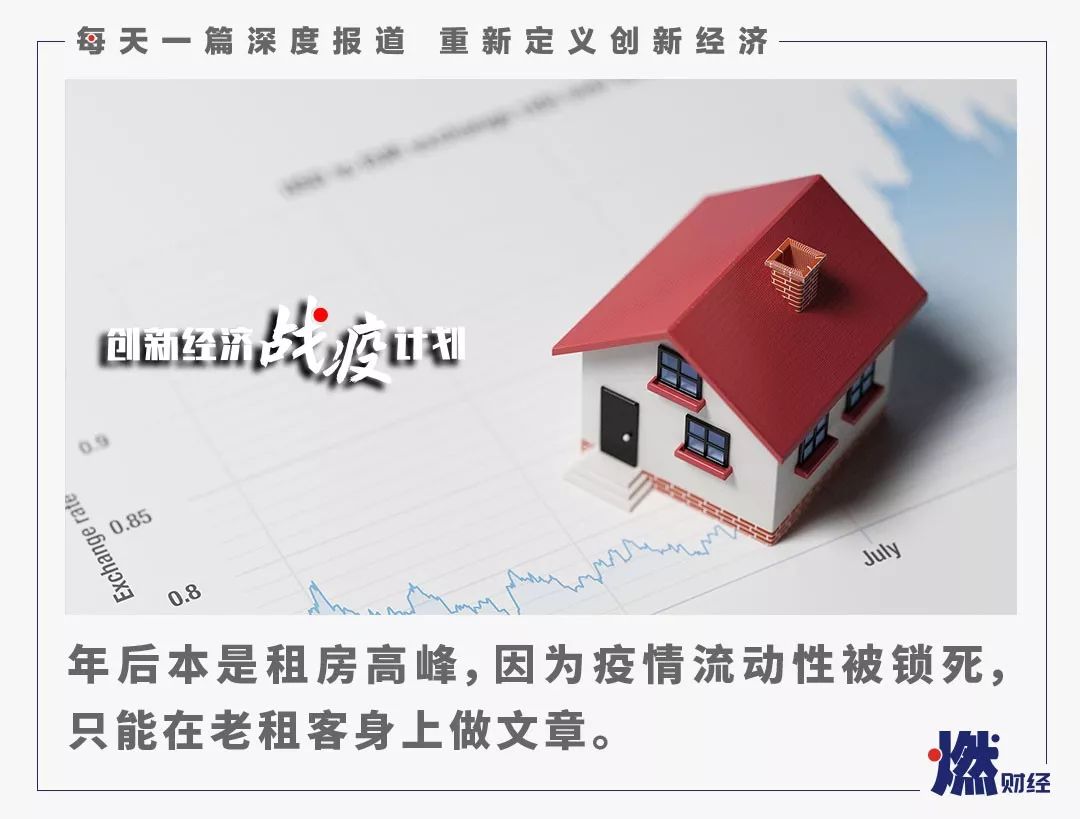 每天一篇深度报道 重新定义创新经济
创新经济战疫计划
0.9
0.85
0.8
Exchange rate
July
年后本是租房高峰，因为疫情流动性被锁死，
只能在老租客身上做文章。
燃财经